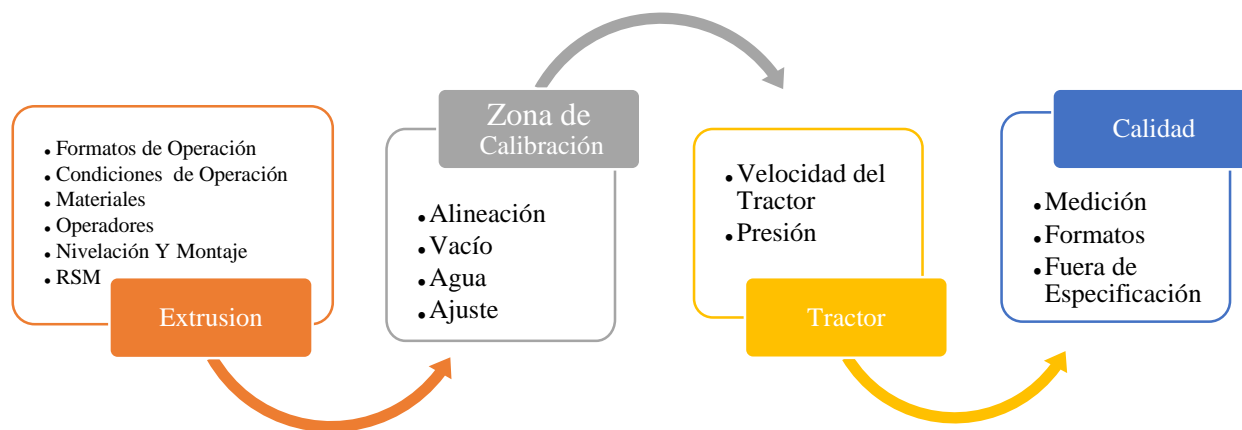 • Formatos de Operación
• Condiciones de Operación
• Materiales
• Operadores
• Nivelación Y Montaje
• RSM
Extrusion
Zona de
Calibración
• Alineación
• Vacío
• Agua
• Ajuste
• Velocidad del
Tractor
• Presión
Tractor
Calidad
• Medición
• Formatos
• Fuera de
Especificación